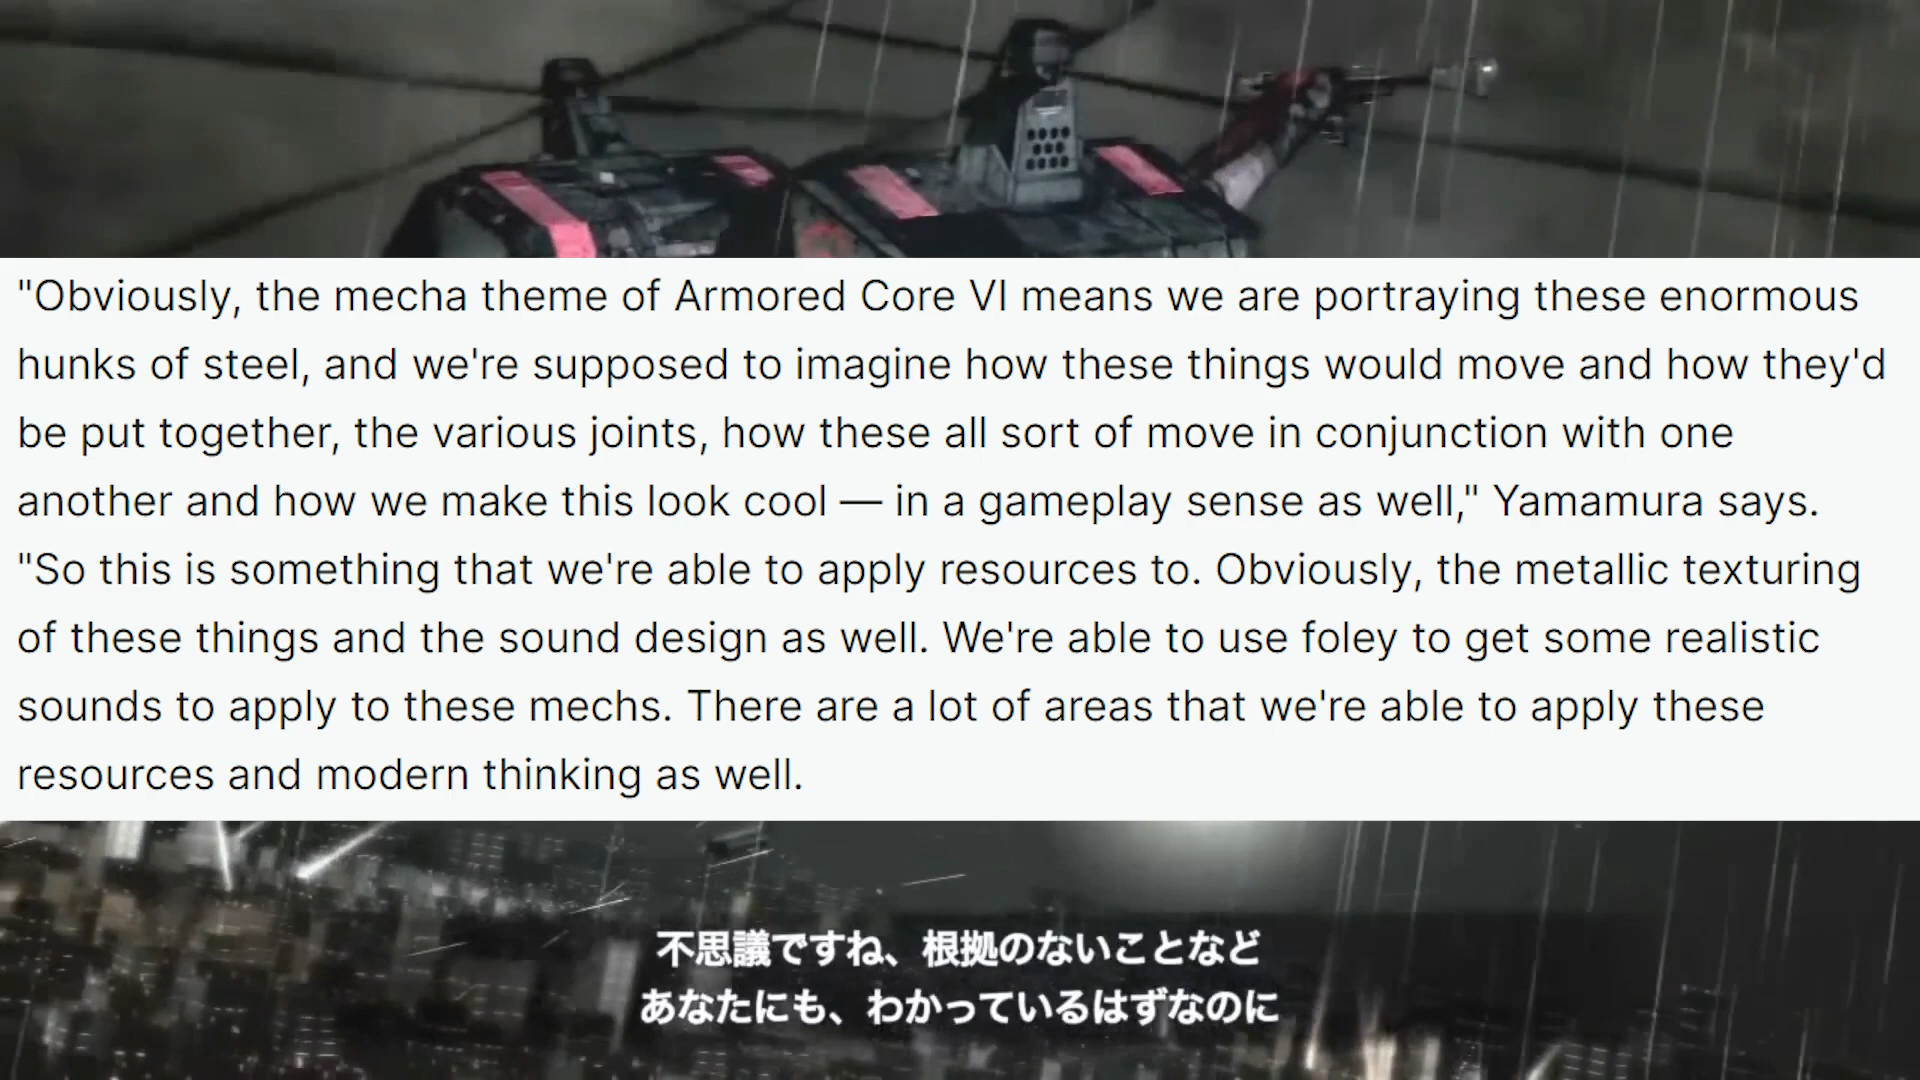 "Obviously, the mecha theme of Armored Core VI means we are portraying these enormous
hunks of steel, and we're supposed to imagine how these things would move and how they'd
be put together, the various joints, how these all sort of move in conjunction with one
another and how we make this look cool — in a gameplay sense as well," Yamamura says.
"So this is something that we're able to apply resources to. Obviously, the metallic texturing
of these things and the sound design as well. We're able to use foley to get some realistic
sounds to apply to these mechs. There are a lot of areas that we're able to apply these
resources and modern thinking as well.
不思議ですね、根拠のないことなど
あなたにも、わかっているはずなのに